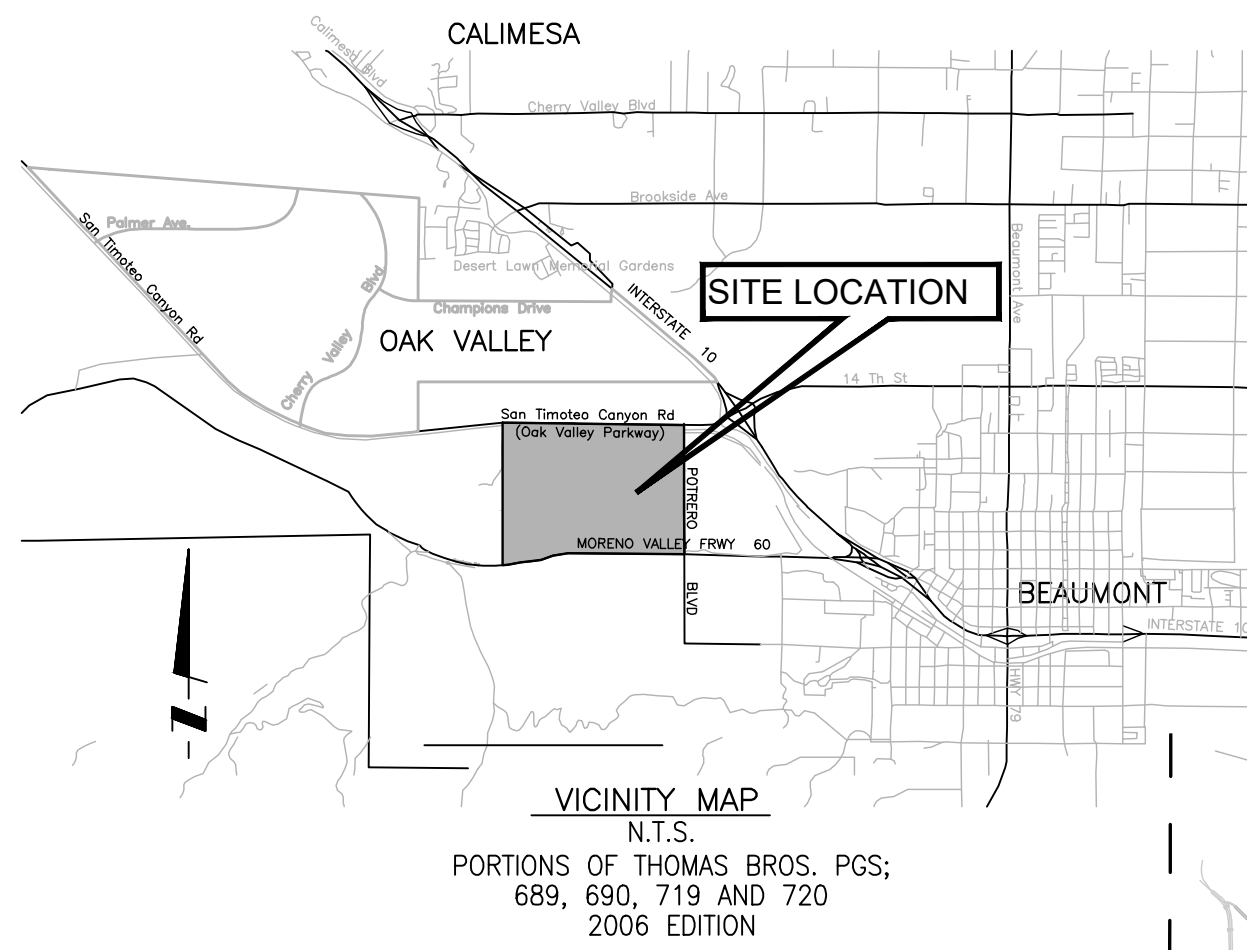 CALIMESA
Calimesa Blvd
Cherry Valley Blvd
Brookside Ave
Palmer Ave.
San Timoteo Canyon Rd
Beaumont Ave
Desert Lawn Memorial Gardens
Blvd
SITE LOCATION
INTERSTATE 10
Champions Drive
OAK VALLEY
Cherry Valley
14 Th St
San Timoteo Canyon Rd
(Oak Valley Parkway)
POTRERO
MORENO VALLEY FRWY 60
BLVD
BEAUMONT
INTERSTATE 10
HWY 79
N
VICINITY MAP
N.T.S.
PORTIONS OF THOMAS BROS. PGS;
689, 690, 719 AND 720
2006 EDITION